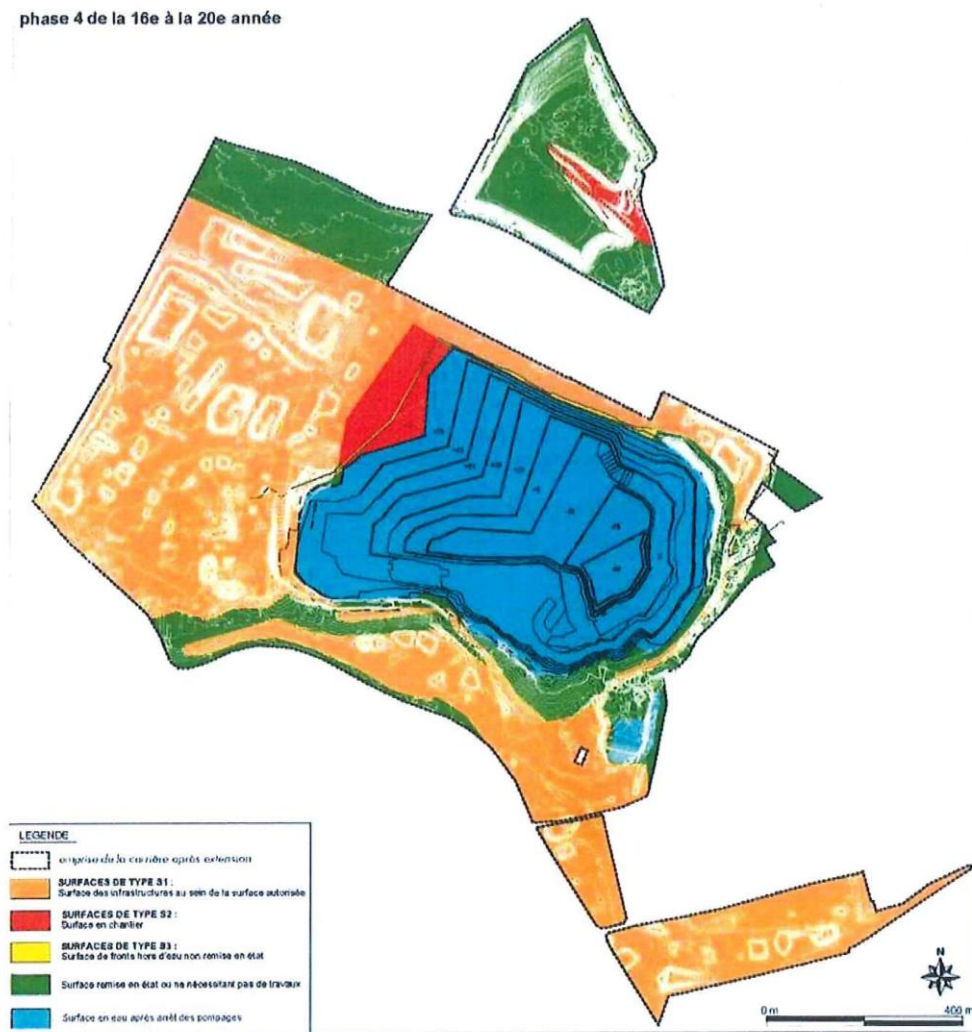 phase 4 de la 16e à la 20e année
LEGENDE
emprise de la carrière après extension
SURFACES DE TYPE S1 :
Surface des infrastructures au sein de la surface autorisée
SURFACES DE TYPE S2 :
Surface en chantier
SURFACES DE TYPE S3 :
Surface de fronts hors d'eau non remise en état
Surface remise en état ou ne nécessitant pas de travaux
Surface en eau après arrêt des pompages
N
0 m
400 m